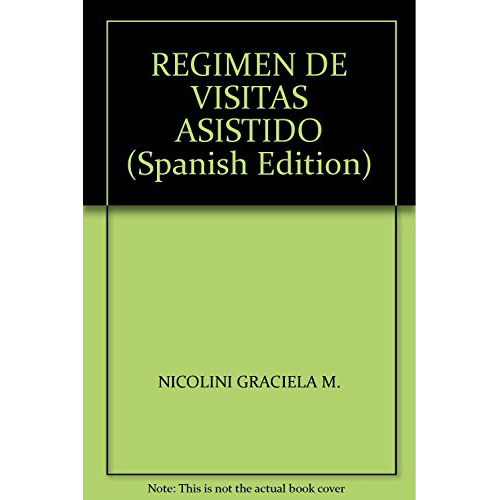 REGIMEN DE
VISITAS
ASISTIDO
(Spanish Edition)
NICOLINI GRACIELA M.
Note: This is not the actual book cover